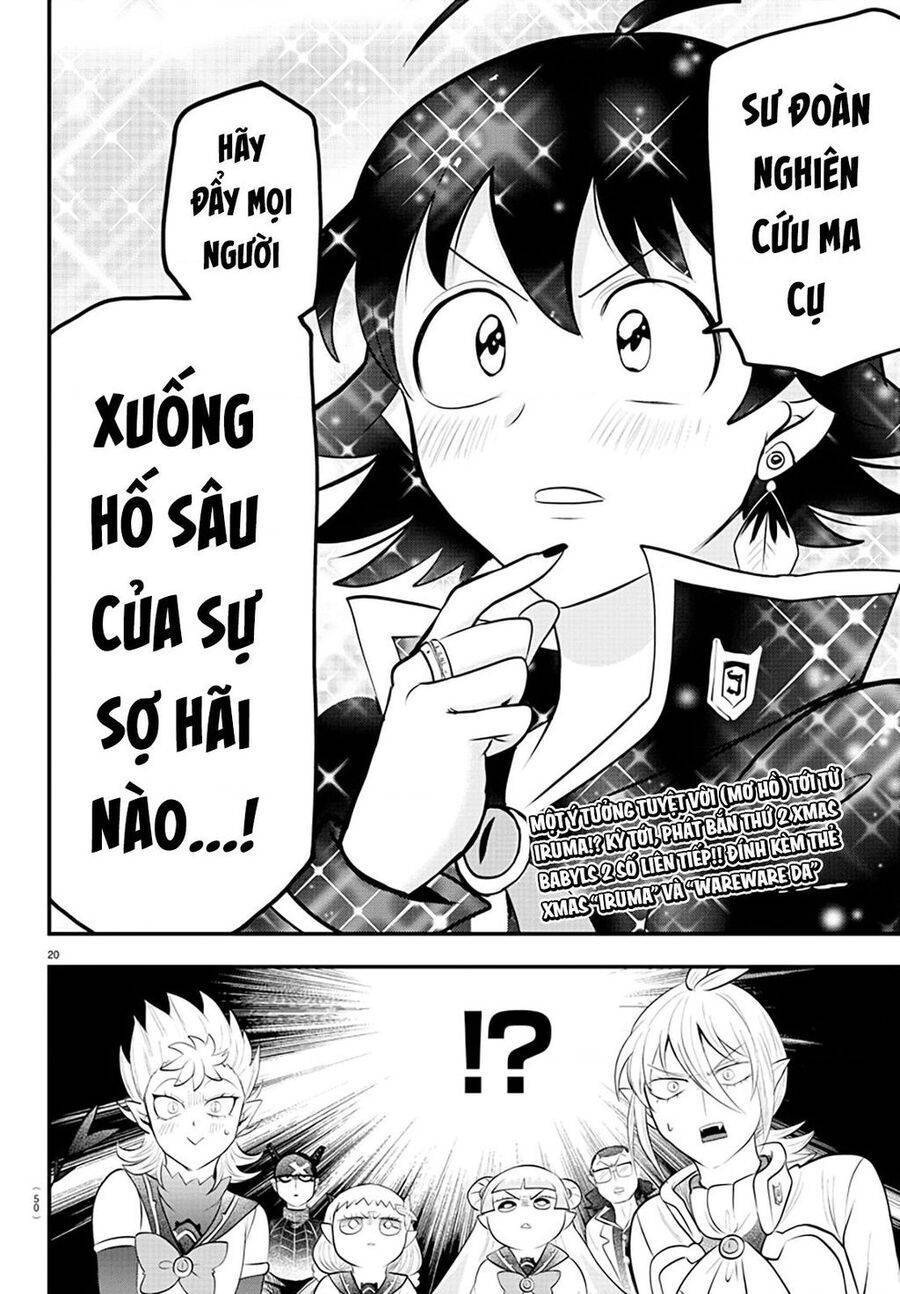 SƯ ĐOÀN
NGHIÊN
CỨU MA
CỤ
HÃY
ĐẨY MỌI
NGƯỜI
XUỐNG
HỐ SÂU
CỦA SỰ
SỢ HÃI
NÀO...!
MỘT Ý TƯỞNG TUYỆT VỜI (MƠ HỒ) TỚI TỪ
IRUMA!? KỲ TỚI, PHÁT BẮN THỨ 2 XMAS
BABYLS 2 SỐ LIÊN TIẾP!! ĐÍNH KÈM THẺ
XMAS "IRUMA" VÀ "WAREWARE DA"
20
!?
(50)